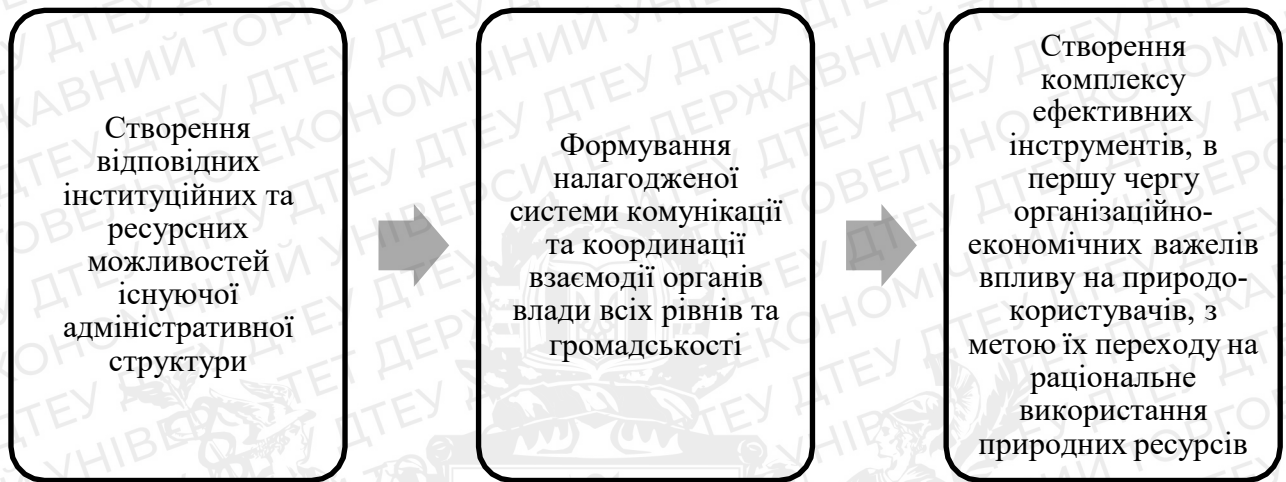 Створення
відповідних
інституційних та
ресурсних
можливостей
існуючої
адміністративної
структури
Формування
налагодженої
системи комунікації
та координації
взаємодії органів
влади всіх рівнів та
громадськості
Створення
комплексу
ефективних
інструментів, в
першу чергу
організаційно-
економічних важелів
впливу на природо-
користувачів, з
метою їх переходу на
раціональне
використання
природних ресурсів